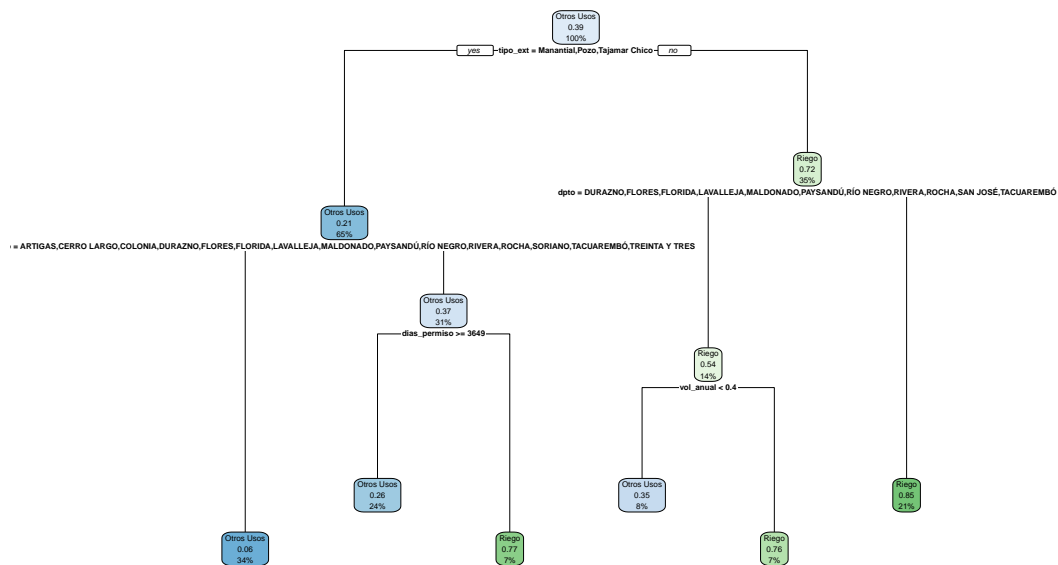 Otros Usos
0.39
100%
yes
tipo_ext = Manantial,Pozo,Tajamar Chico
no
Riego
0.72
35%
dpto = DURAZNO,FLORES,FLORIDA,LAVALLEJA,MALDONADO,PAYSANDÚ,RÍO NEGRO,RIVERA,ROCHA,SAN JOSÉ,TACUAREMBÓ
Otros Usos
0.21
65%
= ARTIGAS,CERRO LARGO,COLONIA,DURAZNO,FLORES,FLORIDA,LAVALLEJA,MALDONADO,PAYSANDÚ,RÍO NEGRO,RIVERA,ROCHA,SORIANO,TACUAREMBÓ,TREINTA Y TRES
Otros Usos
0.37
31%
dias_permiso >= 3649
Riego
0.54
14%
vol_anual < 0.4
Otros Usos
0.26
24%
Otros Usos
0.35
8%
Riego
0.85
21%
Otros Usos
0.06
34%
Riego
0.77
7%
Riego
0.76
7%